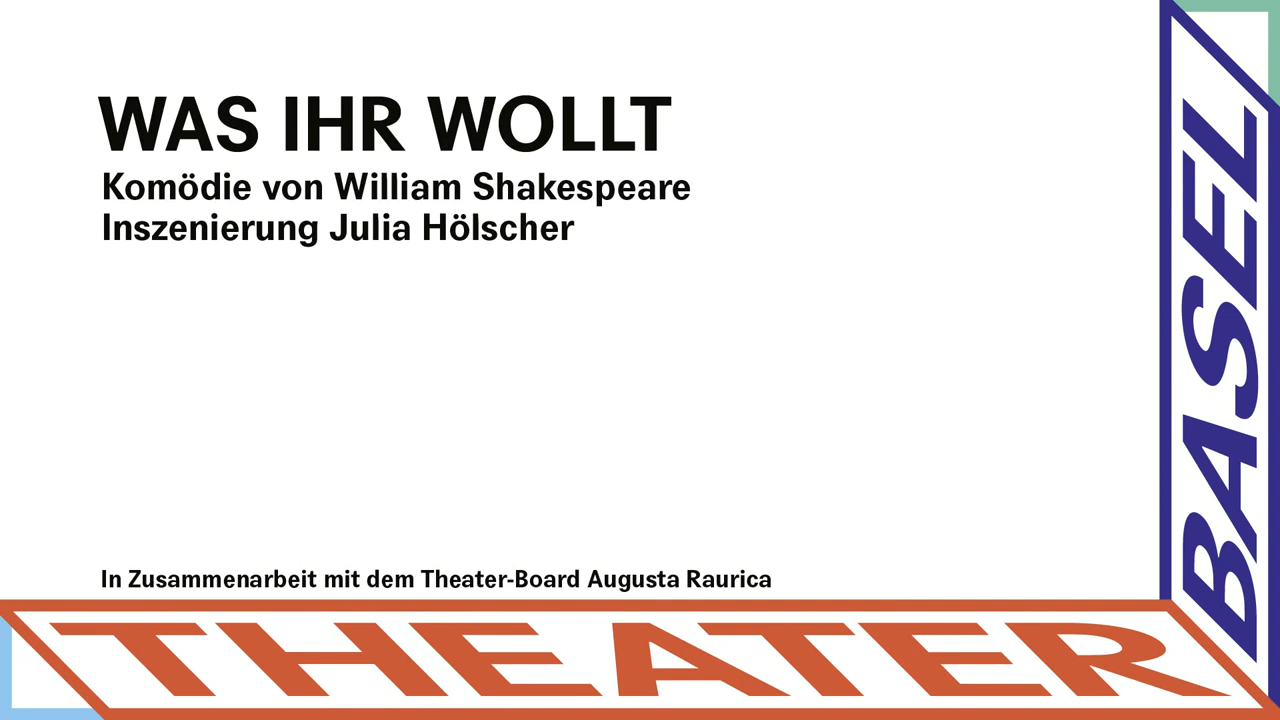 WAS IHR WOLLT
Komödie von William Shakespeare
Inszenierung Julia Hölscher
In Zusammenarbeit mit dem Theater-Board Augusta Raurica
THEATER
BASEL